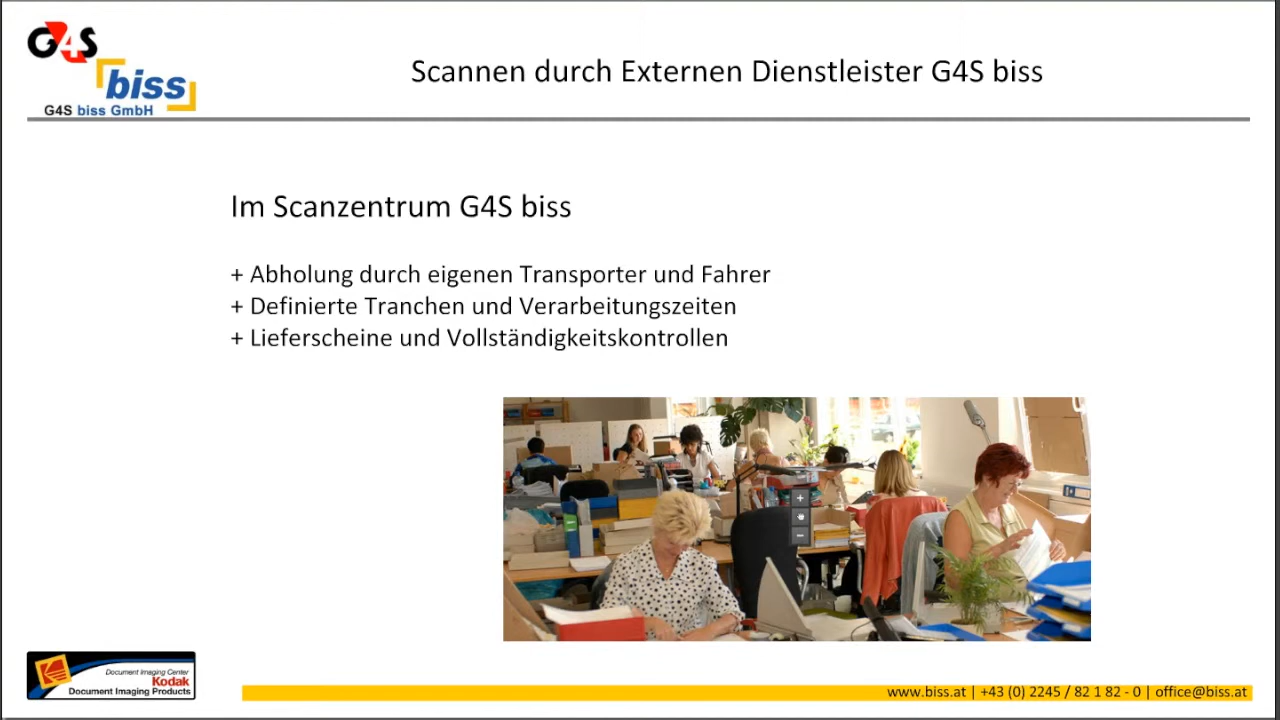 G4S
biss
G4S biss GmbH
Scannen durch Externen Dienstleister G4S biss
Im Scanzentrum G4S biss
+ Abholung durch eigenen Transporter und Fahrer
+ Definierte Tranchen und Verarbeitungszeiten
+ Lieferscheine und Vollständigkeitskontrollen
Document Imaging Center
Kodak
Document Imaging Products
www.biss.at | +43 (0) 2245 / 82 1 82 - 0 | office@biss.at